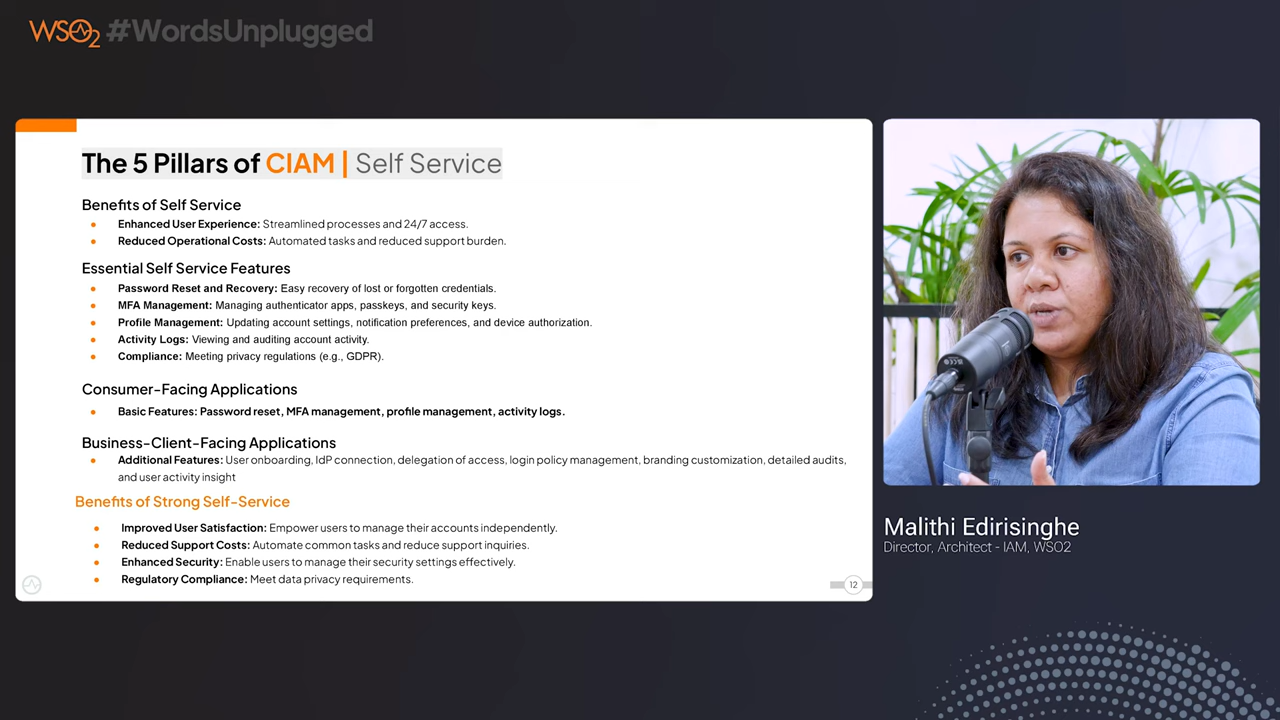 WSO2 #WordsUnplugged
The 5 Pillars of CIAM | Self Service
Benefits of Self Service
Enhanced User Experience: Streamlined processes and 24/7 access.
Reduced Operational Costs: Automated tasks and reduced support burden.
Essential Self Service Features
Password Reset and Recovery: Easy recovery of lost or forgotten credentials.
MFA Management: Managing authenticator apps, passkeys, and security keys.
Profile Management: Updating account settings, notification preferences, and device authorization.
Activity Logs: Viewing and auditing account activity.
Compliance: Meeting privacy regulations (e.g., GDPR).
Consumer-Facing Applications
Basic Features: Password reset, MFA management, profile management, activity logs.
Business-Client-Facing Applications
Additional Features: User onboarding, IdP connection, delegation of access, login policy management, branding customization, detailed audits,
and user activity insight
Benefits of Strong Self-Service
Improved User Satisfaction: Empower users to manage their accounts independently.
Reduced Support Costs: Automate common tasks and reduce support inquiries.
Enhanced Security: Enable users to manage their security settings effectively.
Regulatory Compliance: Meet data privacy requirements.
12
Malithi Edirisinghe
Director, Architect - IAM, WSO2